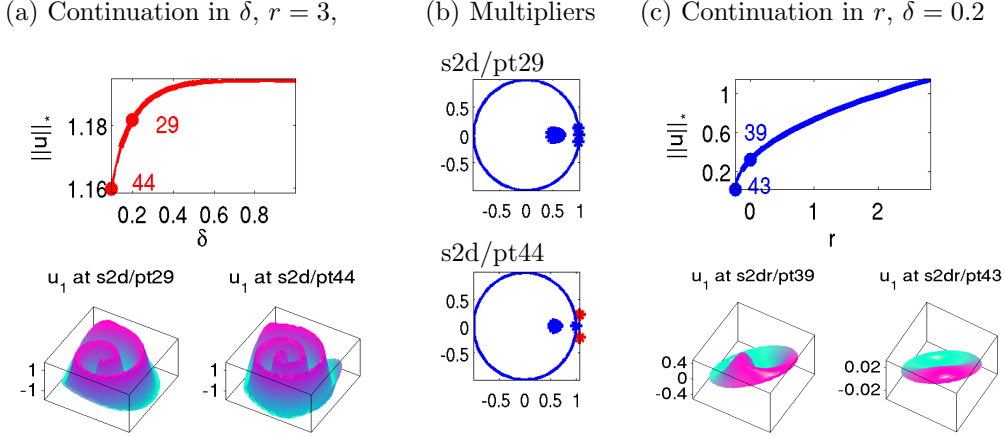 (a) Continuation in δ, r = 3,
||u||*
1.18
1.16
29
44
0.2 0.4 0.6 0.8
δ
u₁ at s2d/pt29
1
-1
u₁ at s2d/pt44
1
-1
(b) Multipliers
s2d/pt29
0.5
0
-0.5
-0.5 0 0.5 1
s2d/pt44
0.5
0
-0.5
-0.5 0 0.5 1
(c) Continuation in r, δ = 0.2
||u||*
1
0.6
0.2
39
43
0 1 2
r
u₁ at s2dr/pt39
0.4
0
-0.4
u₁ at s2dr/pt43
0.02
-0.02